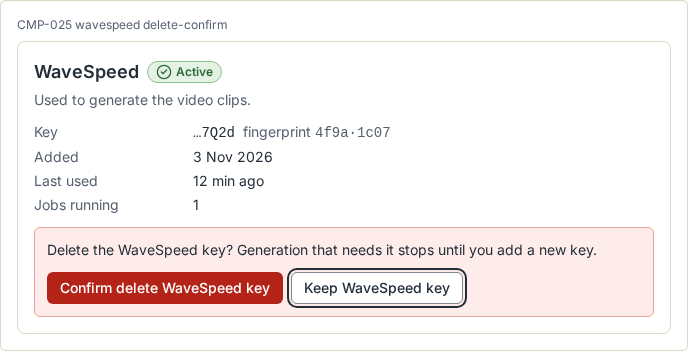 CMP-025 wavespeed delete-confirm
WaveSpeed Active
Used to generate the video clips.
Key …7Q2d fingerprint 4f9a·1c07
Added 3 Nov 2026
Last used 12 min ago
Jobs running 1
Delete the WaveSpeed key? Generation that needs it stops until you add a new key.
Confirm delete WaveSpeed key Keep WaveSpeed key